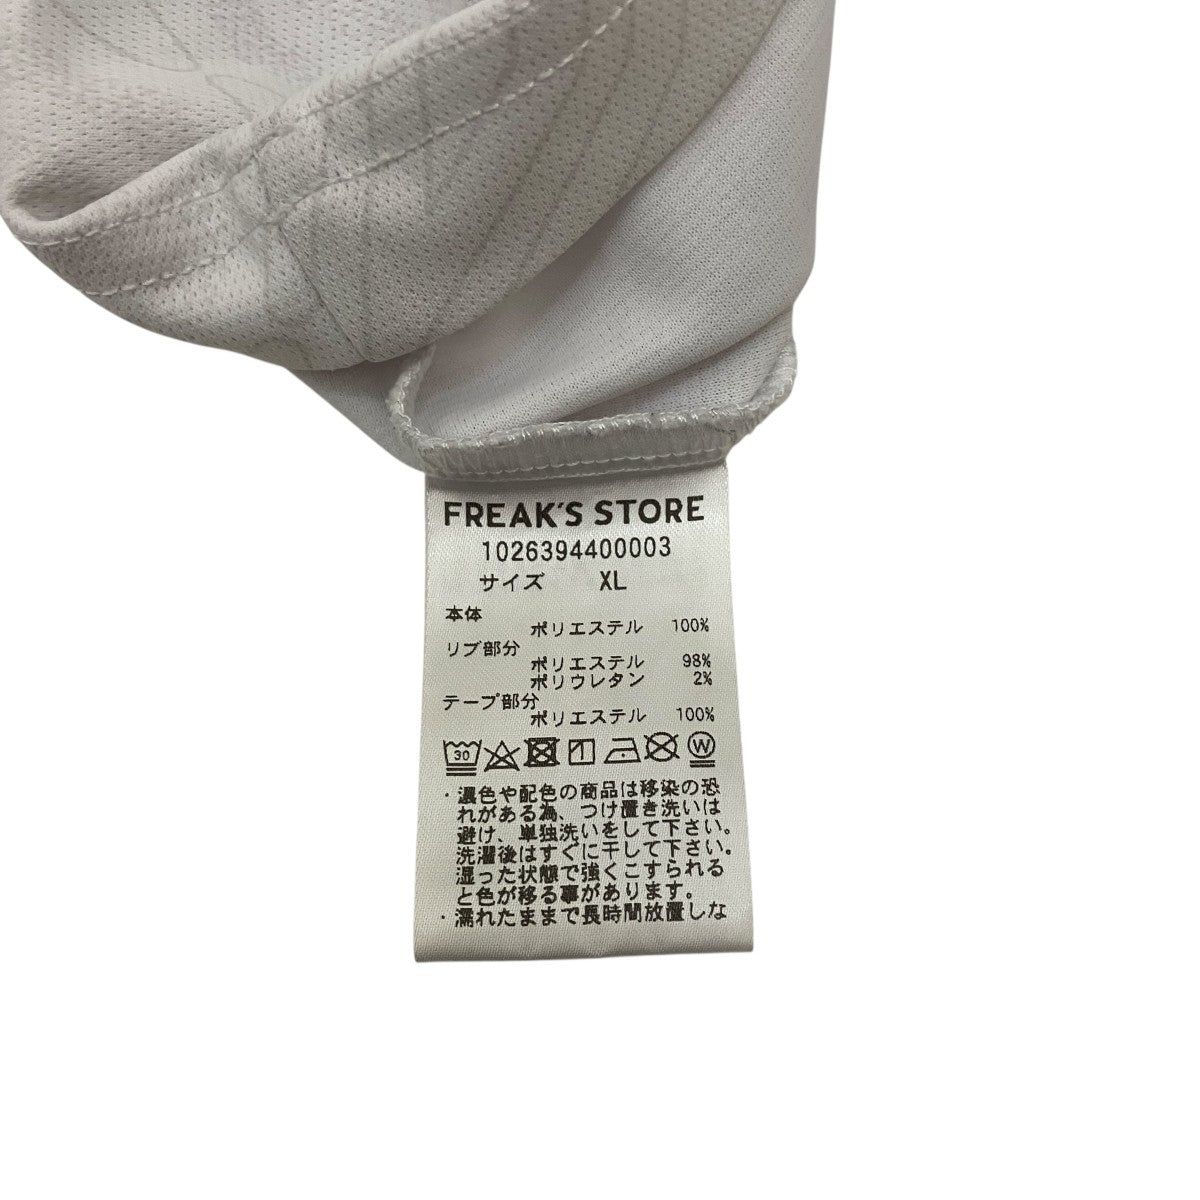 FREAK'S STORE
1026394400003
サイズ XL
本体
ポリエステル 100%
リブ部分
ポリエステル 98%
ポリウレタン 2%
テープ部分
ポリエステル 100%
30 W
・濃色や配色の商品は移染の恐
れがある為、つけ置き洗いは
避け、単独洗いをして下さい。
洗濯後はすぐに干して下さい。
湿った状態で強くこすられる
と色が移る事があります。
・濡れたままで長時間放置しな